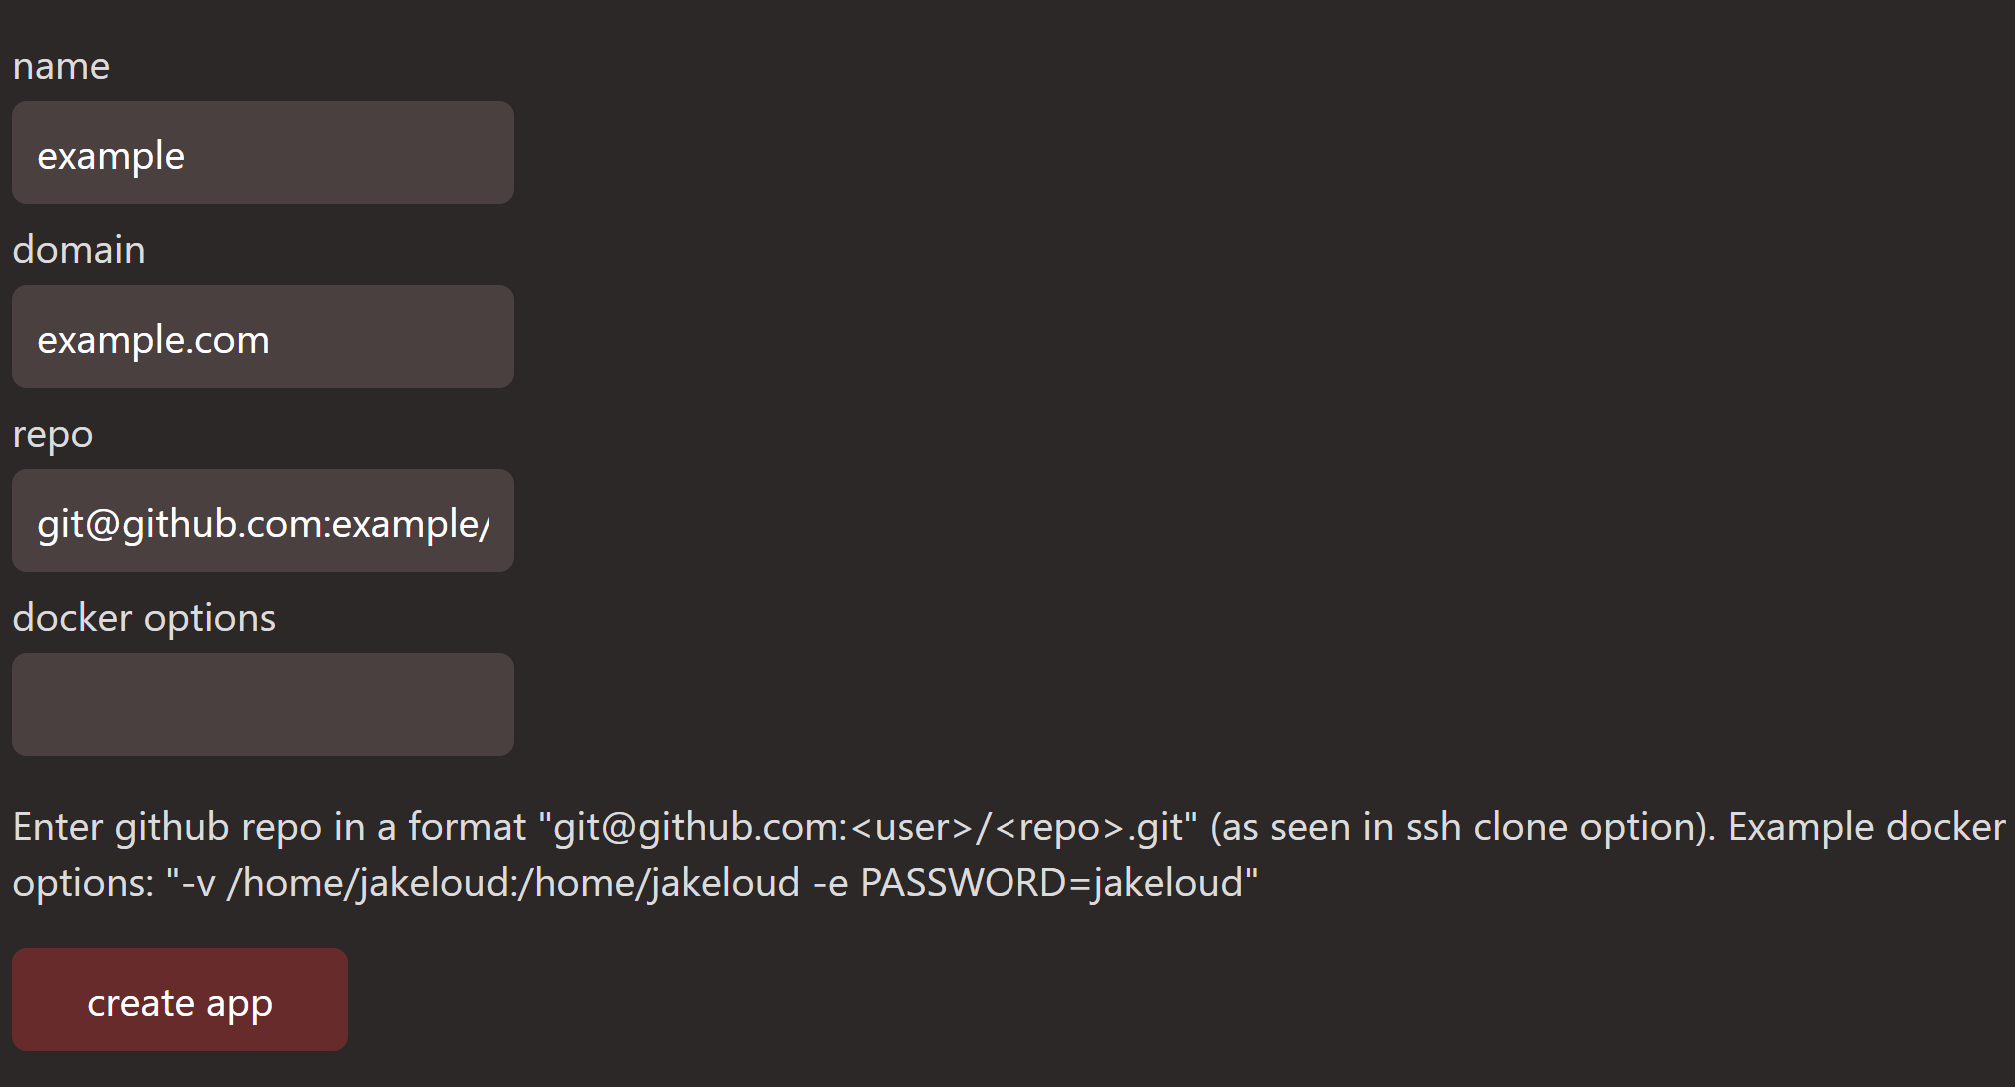 name
example
domain
example.com
repo
git@github.com:example/
docker options
Enter github repo in a format "git@github.com:<user>/<repo>.git" (as seen in ssh clone option). Example docker
options: "-v /home/jakeloud:/home/jakeloud -e PASSWORD=jakeloud"
create app